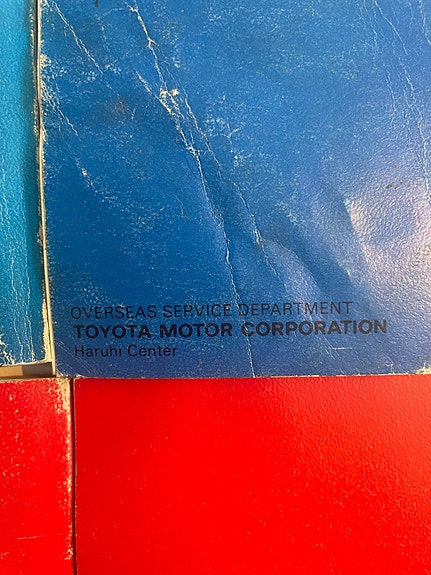 OVERSEAS SERVICE DEPARTMENT
TOYOTA MOTOR CORPORATION
Haruhi Center